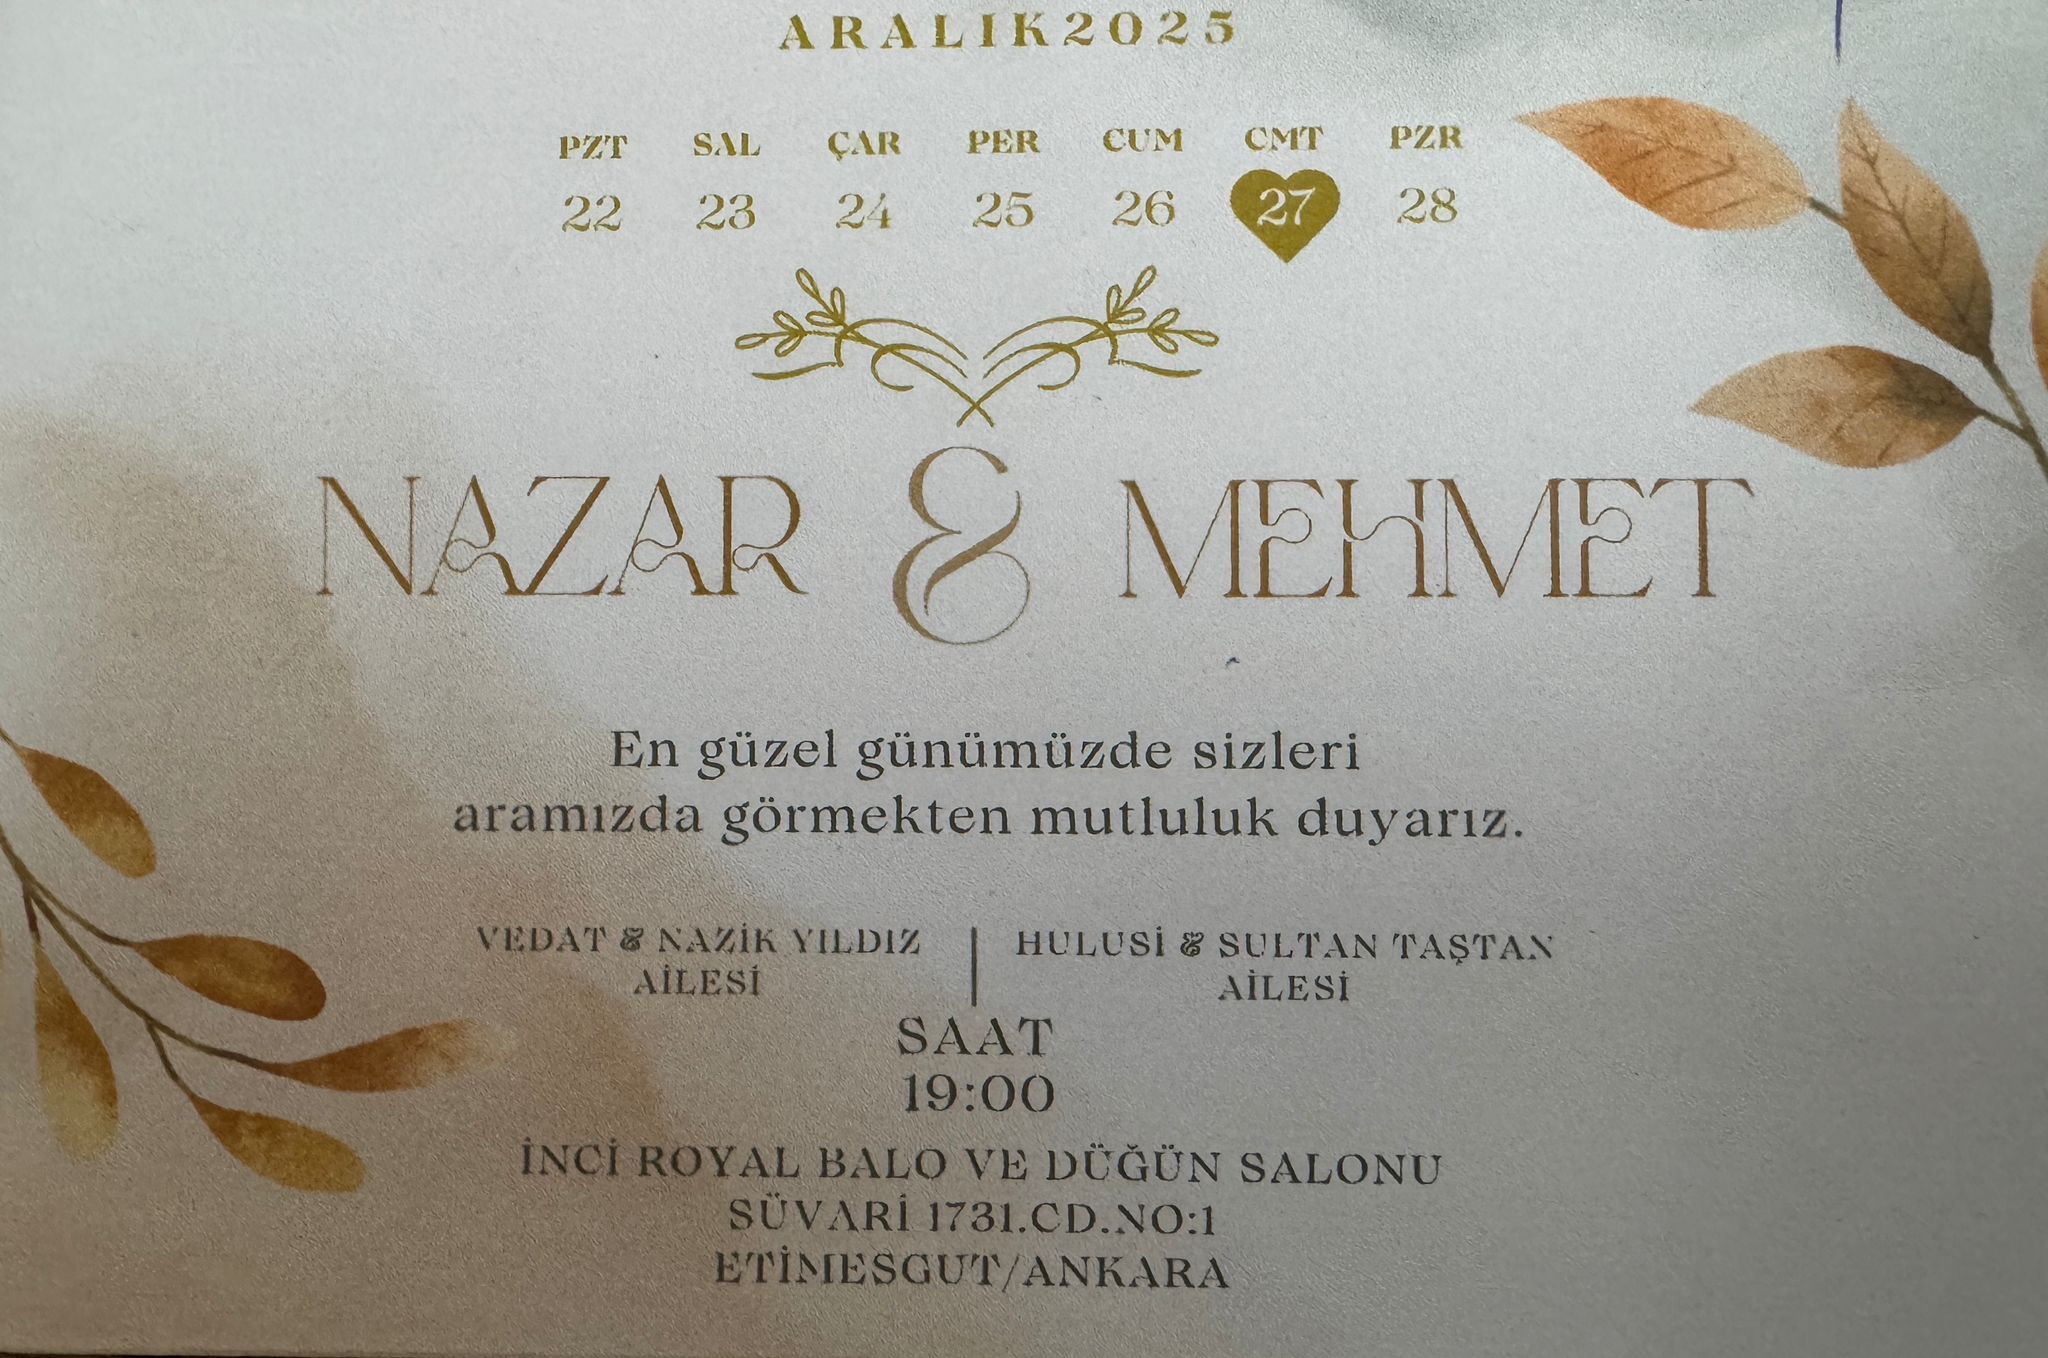 ARALIK2025
PZT SAL ÇAR PER CUM CMT PZR
22 23 24 25 26 27 28
NAZAR & MEHMET
En güzel günümüzde sizleri
aramızda görmekten mutluluk duyarız.
VEDAT & NAZİK YILDIZ
AİLESİ
HULUSİ & SULTAN TAŞTAN
AİLESİ
SAAT
19:00
İNCİ ROYAL BALO VE DÜĞÜN SALONU
SÜVARİ 1731.CD.NO:1
ETİMESGUT/ANKARA